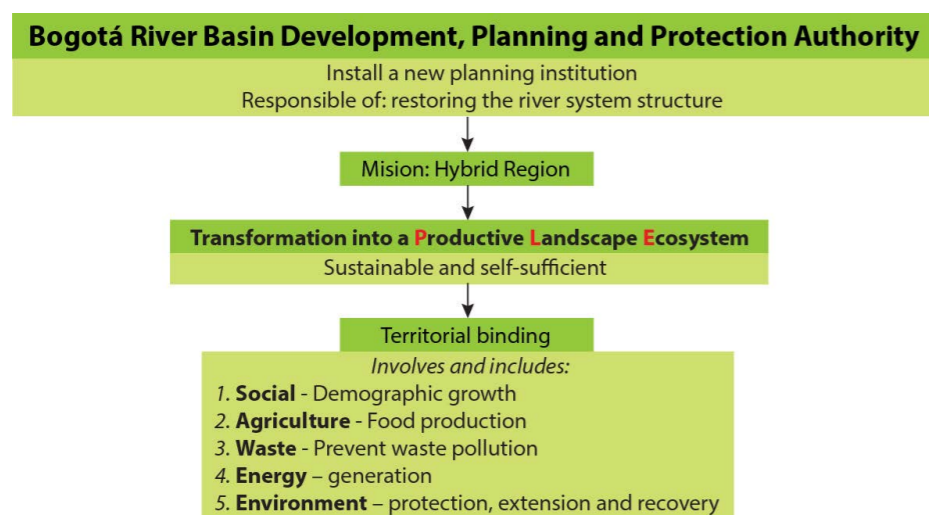 Bogotá River Basin Development, Planning and Protection Authority
Install a new planning institution
Responsible of: restoring the river system structure
Mision: Hybrid Region
Transformation into a Productive Landscape Ecosystem
Sustainable and self-sufficient
Territorial binding
Involves and includes:
1. Social - Demographic growth
2. Agriculture - Food production
3. Waste - Prevent waste pollution
4. Energy – generation
5. Environment – protection, extension and recovery